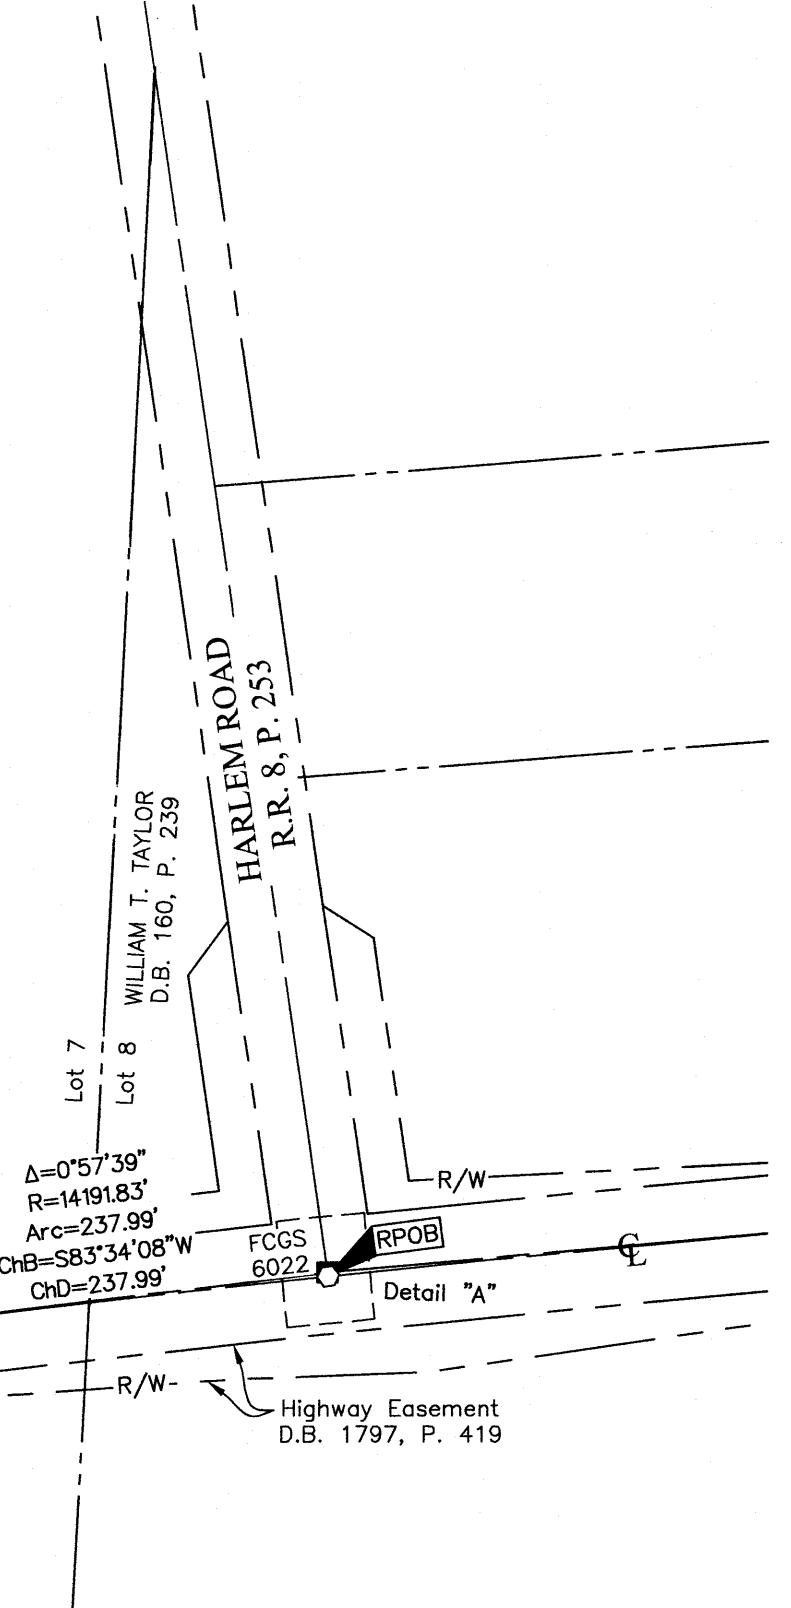 HARLEM ROAD
R.R. 8, P. 253
WILLIAM T. TAYLOR
D.B. 160, P. 239
Lot 7
Lot 8
Δ=0°57'39"
R=14191.83'
Arc=237.99'
ChB=S83°34'08"W
ChD=237.99'
R/W
FCGS
6022
RPOB
℄
Detail "A"
R/W
Highway Easement
D.B. 1797, P. 419